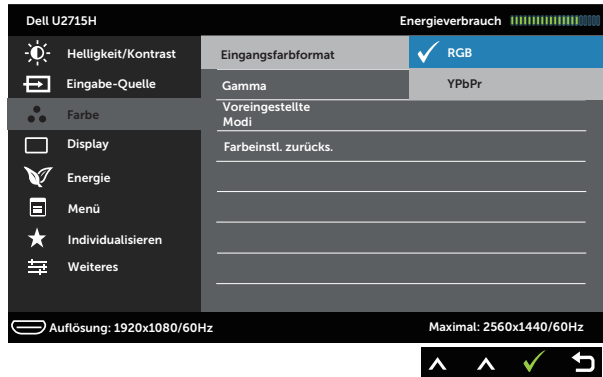 Dell U2715H
Energieverbrauch
Helligkeit/Kontrast
Eingabe-Quelle
Farbe
Display
Energie
Menü
Individualisieren
Weiteres
Eingangsfarbformat
Gamma
Voreingestellte
Modi
Farbeinstl. zurücks.
RGB
YPbPr
Auflösung: 1920x1080/60Hz
Maximal: 2560x1440/60Hz